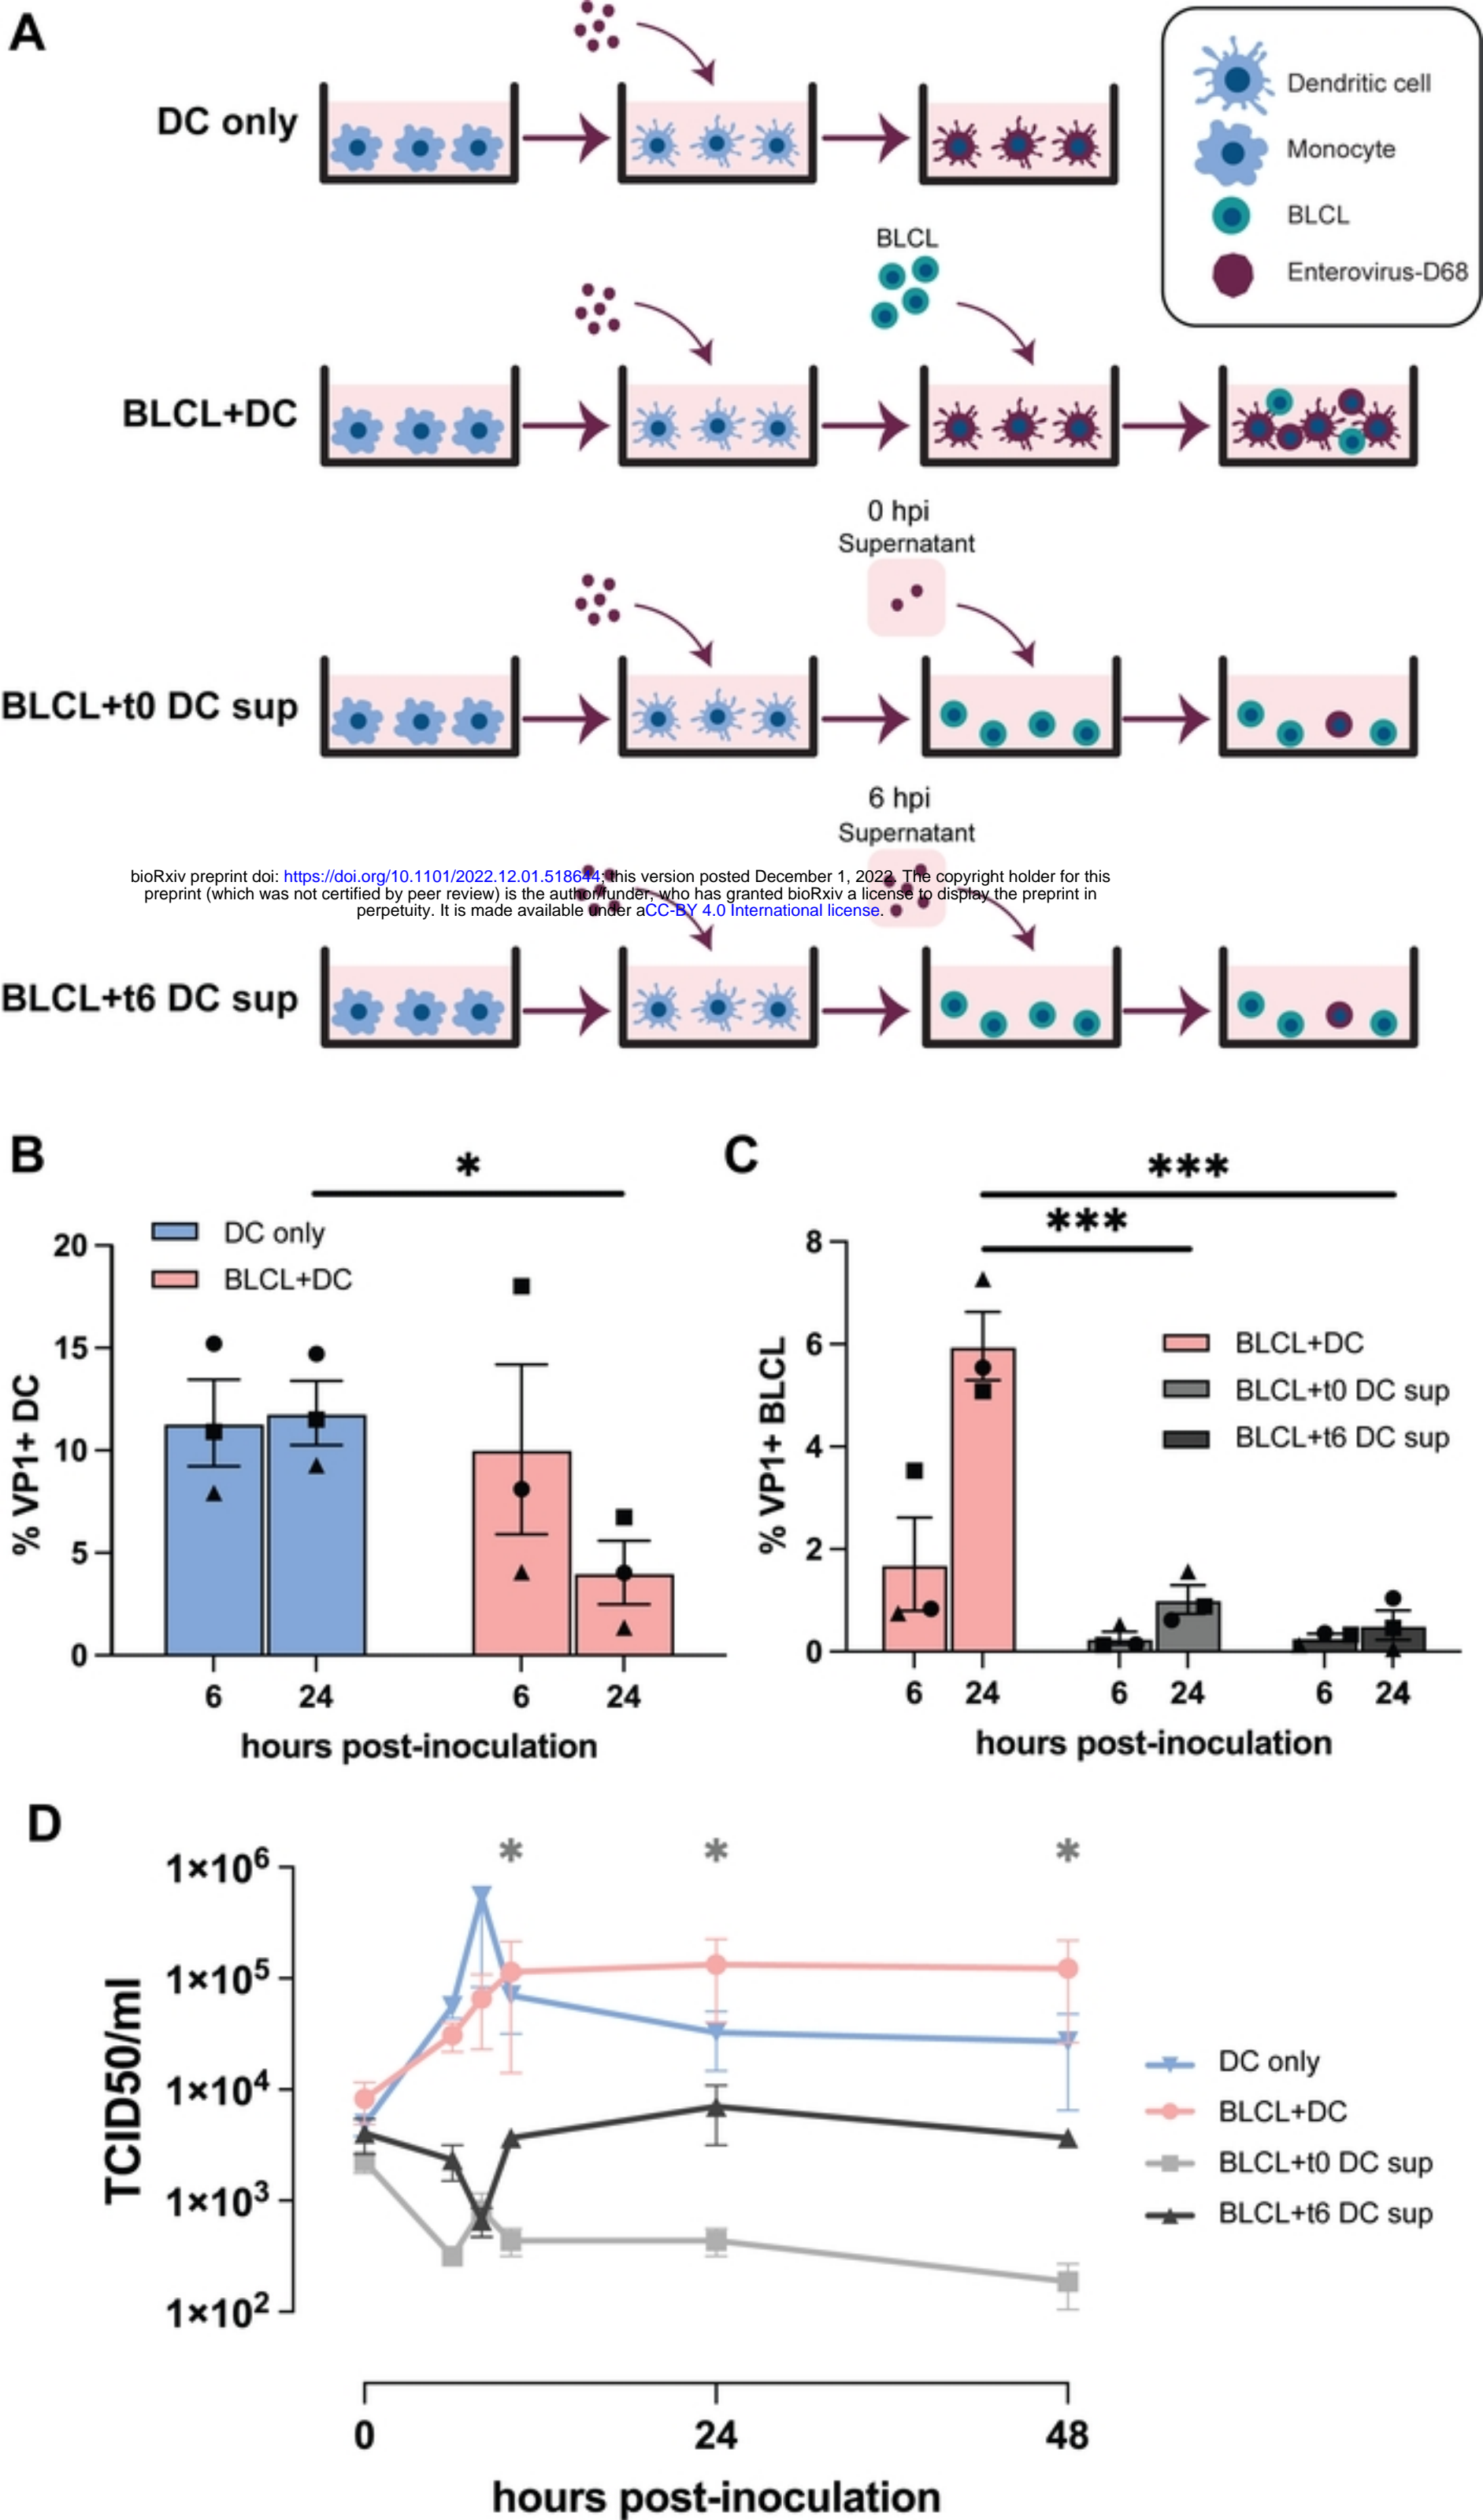 A
Dendritic cell
Monocyte
BLCL
Enterovirus-D68
DC only
BLCL
BLCL+DC
0 hpi
Supernatant
BLCL+t0 DC sup
6 hpi
Supernatant
bioRxiv preprint doi: https://doi.org/10.1101/2022.12.01.518644; this version posted December 1, 2022. The copyright holder for this
preprint (which was not certified by peer review) is the author/funder, who has granted bioRxiv a license to display the preprint in
perpetuity. It is made available under aCC-BY 4.0 International license.
BLCL+t6 DC sup
B
*
DC only
BLCL+DC
20
15
10
5
0
% VP1+ DC
6 24 6 24
hours post-inoculation
C
***
***
8
6
4
2
0
% VP1+ BLCL
BLCL+DC
BLCL+t0 DC sup
BLCL+t6 DC sup
6 24 6 24 6 24
hours post-inoculation
D
* * *
1×10⁶
1×10⁵
1×10⁴
1×10³
1×10²
TCID50/ml
DC only
BLCL+DC
BLCL+t0 DC sup
BLCL+t6 DC sup
0 24 48
hours post-inoculation